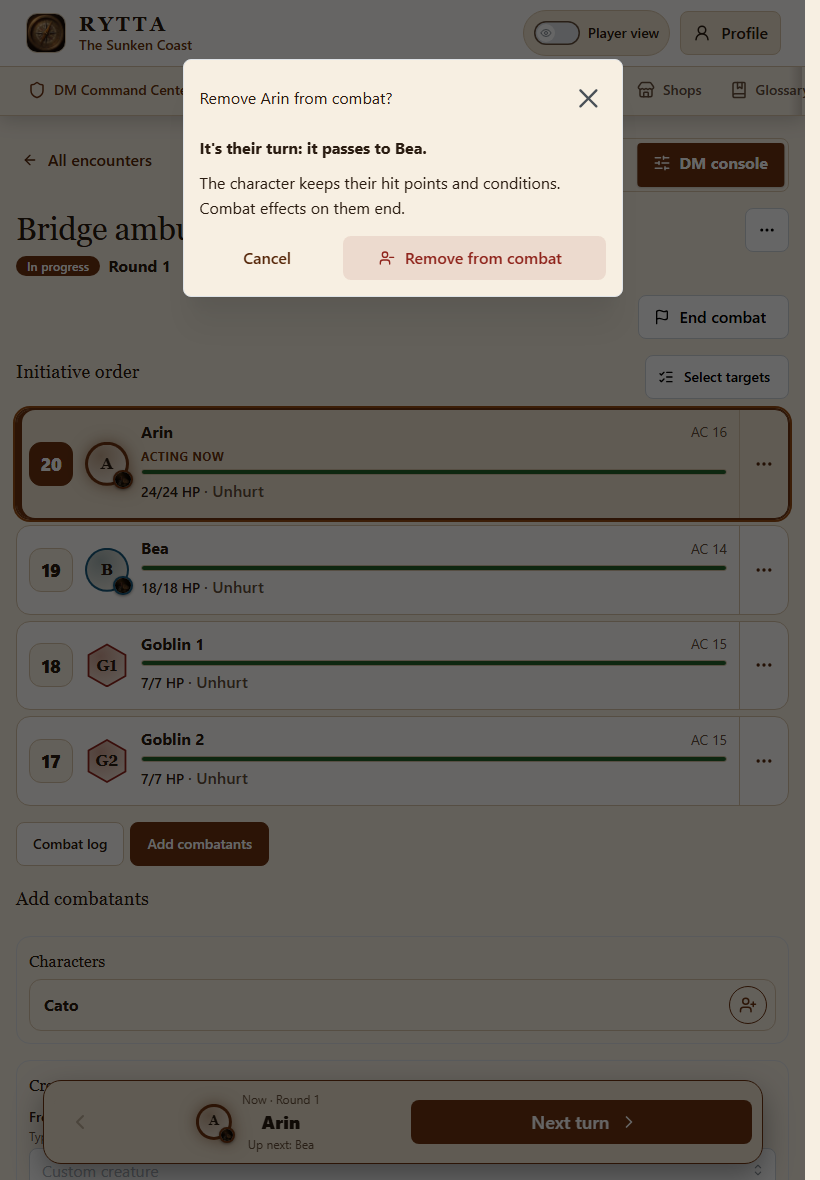 RYTTA
The Sunken Coast
Player view
Profile
DM Command Cente
Shops
Glossary
Remove Arin from combat?
It's their turn: it passes to Bea.
The character keeps their hit points and conditions.
Combat effects on them end.
Cancel
Remove from combat
All encounters
DM console
Bridge ambu
In progress
Round 1
End combat
Initiative order
Select targets
20
A
Arin
AC 16
ACTING NOW
24/24 HP · Unhurt
19
B
Bea
AC 14
18/18 HP · Unhurt
18
G1
Goblin 1
AC 15
7/7 HP · Unhurt
17
G2
Goblin 2
AC 15
7/7 HP · Unhurt
Combat log
Add combatants
Add combatants
Characters
Cato
Cre
Fr
Typ
Now · Round 1
A
Arin
Up next: Bea
Next turn
Custom creature